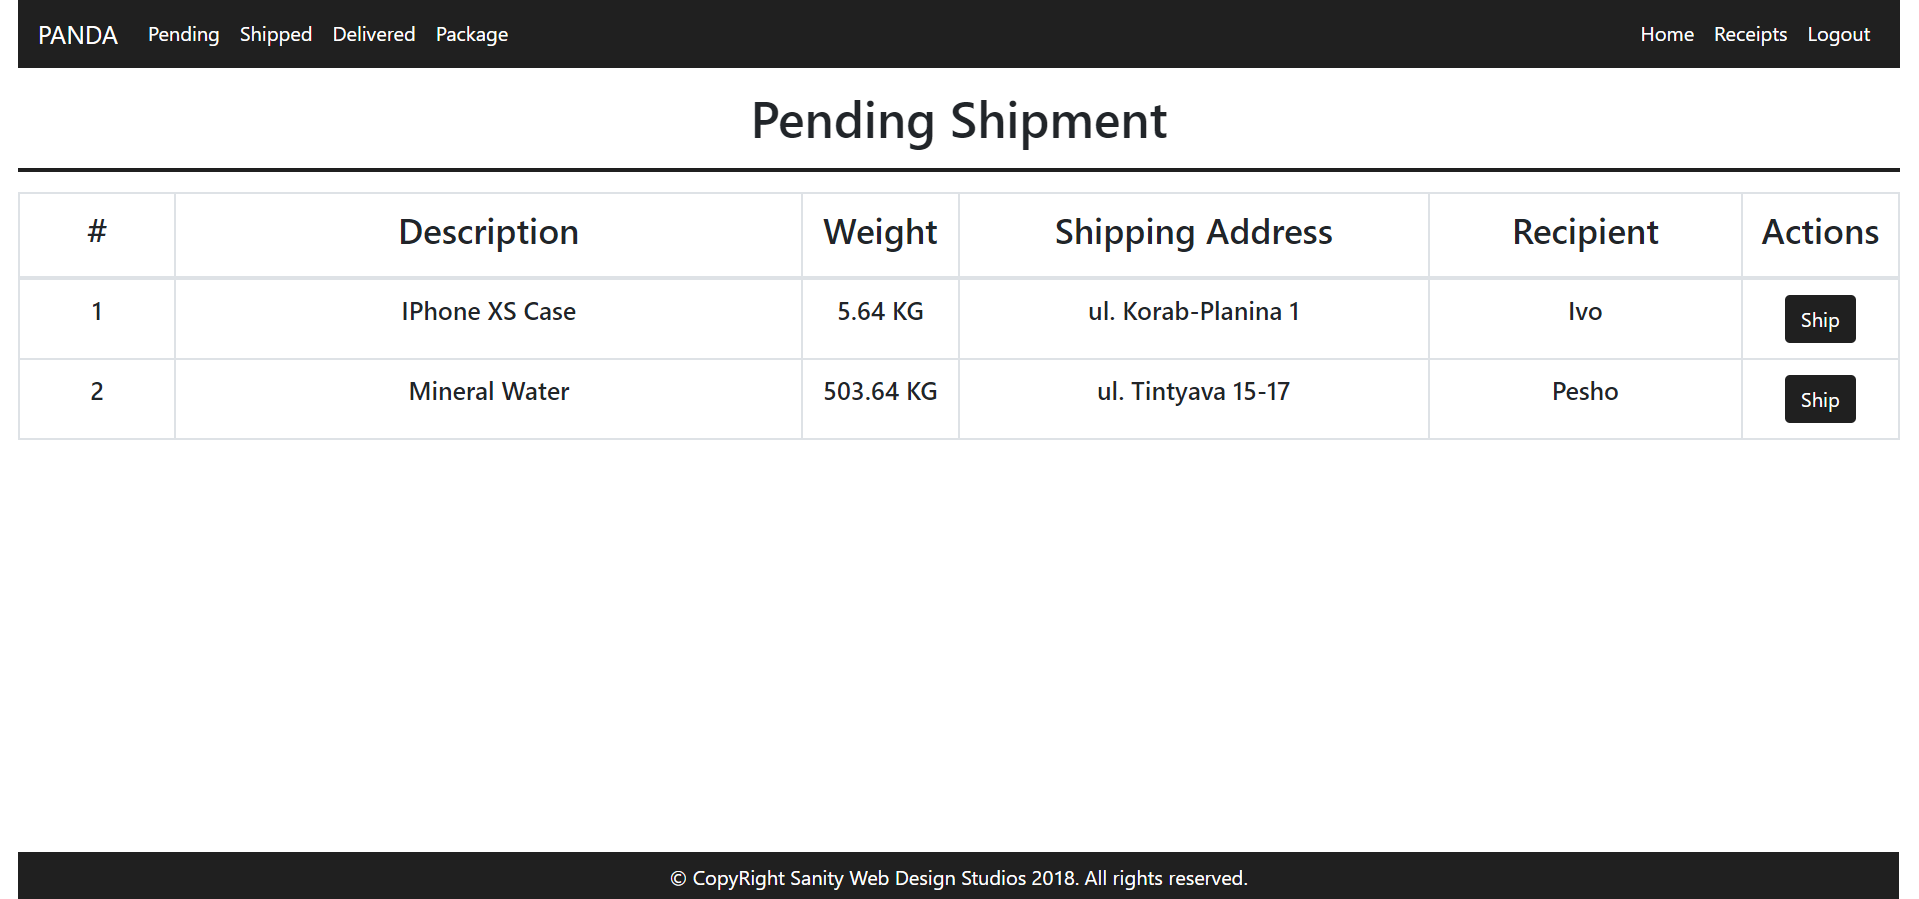 PANDA Pending Shipped Delivered Package Home Receipts Logout
Pending Shipment
# Description Weight Shipping Address Recipient Actions
1 IPhone XS Case 5.64 KG ul. Korab-Planina 1 Ivo Ship
2 Mineral Water 503.64 KG ul. Tintyava 15-17 Pesho Ship
© CopyRight Sanity Web Design Studios 2018. All rights reserved.